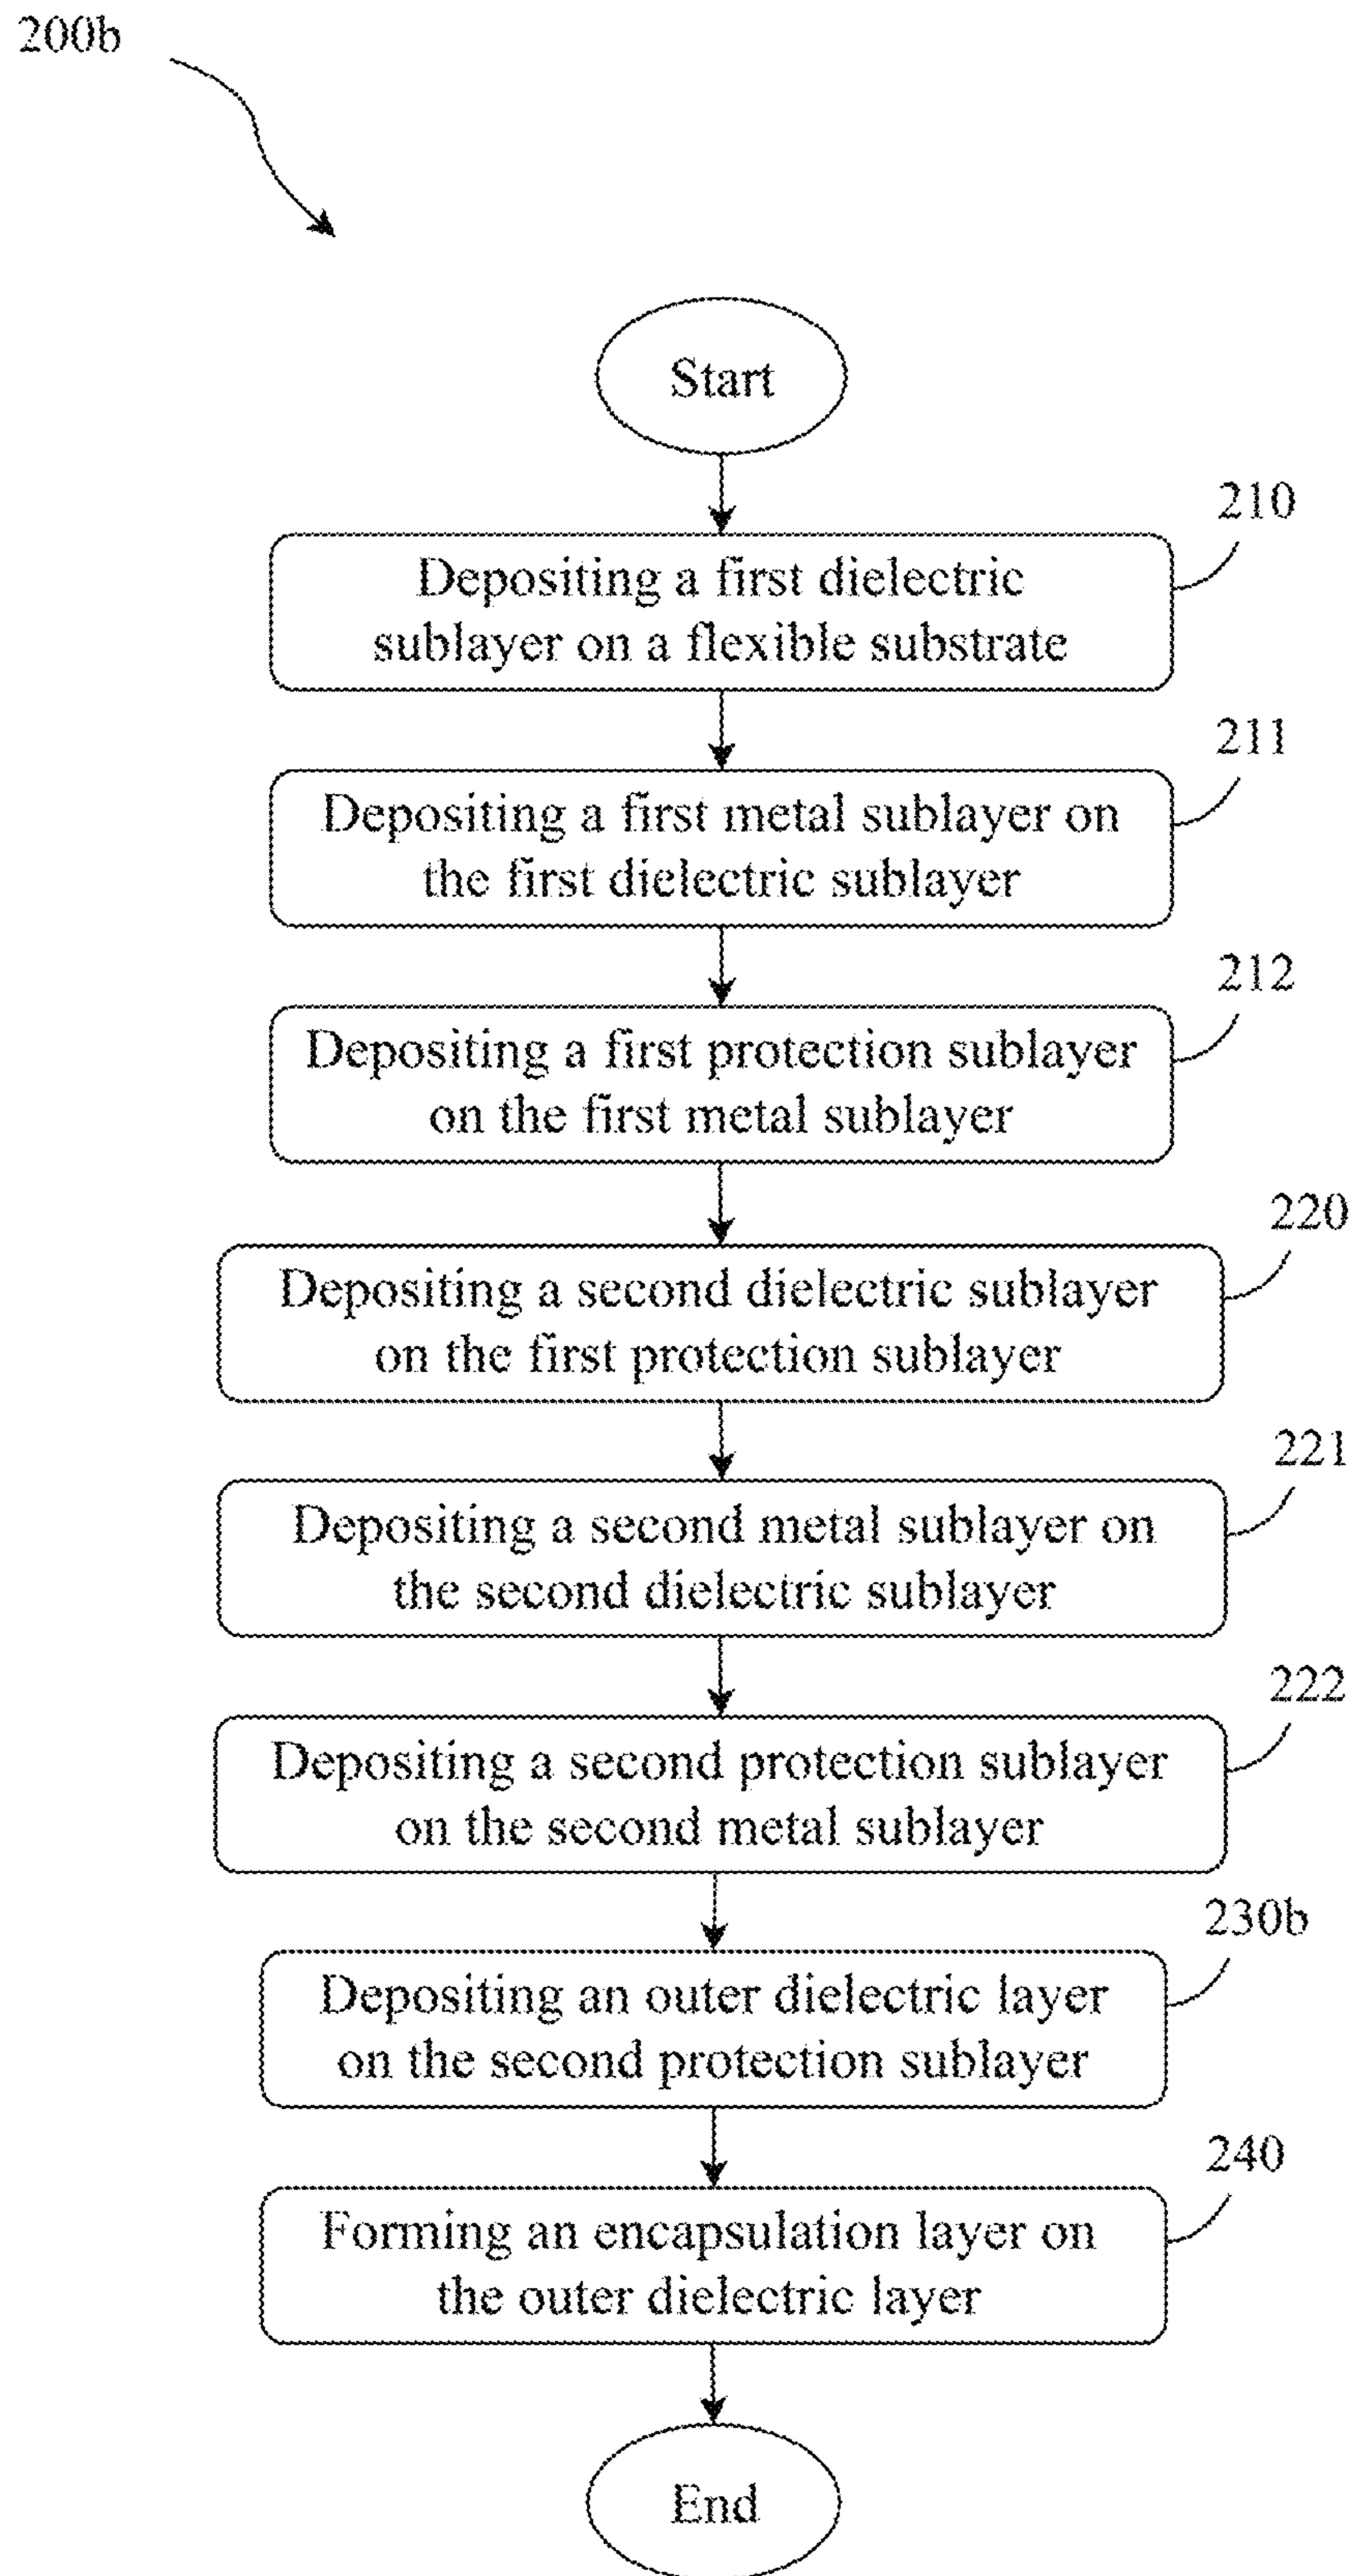 200b
Start
210
Depositing a first dielectric
sublayer on a flexible substrate
211
Depositing a first metal sublayer on
the first dielectric sublayer
212
Depositing a first protection sublayer
on the first metal sublayer
220
Depositing a second dielectric sublayer
on the first protection sublayer
221
Depositing a second metal sublayer on
the second dielectric sublayer
222
Depositing a second protection sublayer
on the second metal sublayer
230b
Depositing an outer dielectric layer
on the second protection sublayer
240
Forming an encapsulation layer on
the outer dielectric layer
End